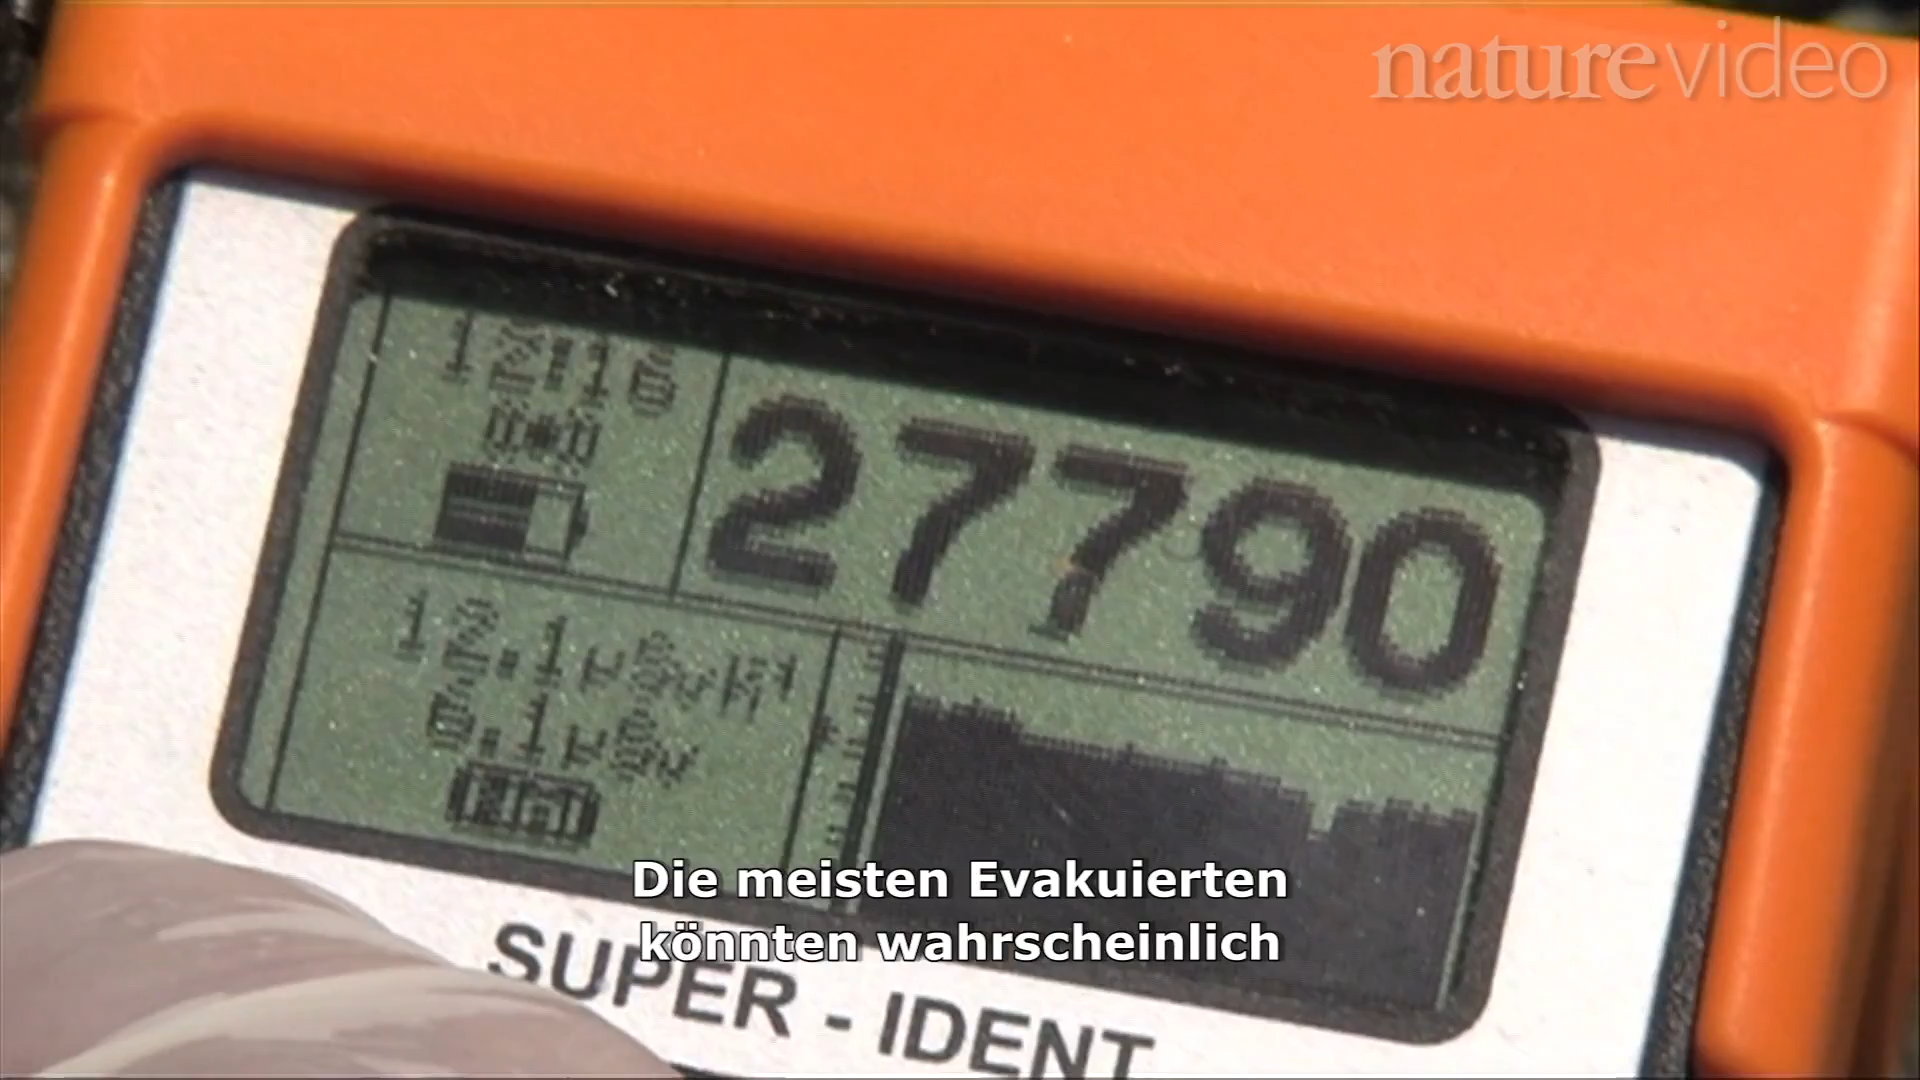 naturevideo
27790
Die meisten Evakuierten
könnten wahrscheinlich
SUPER - IDENT